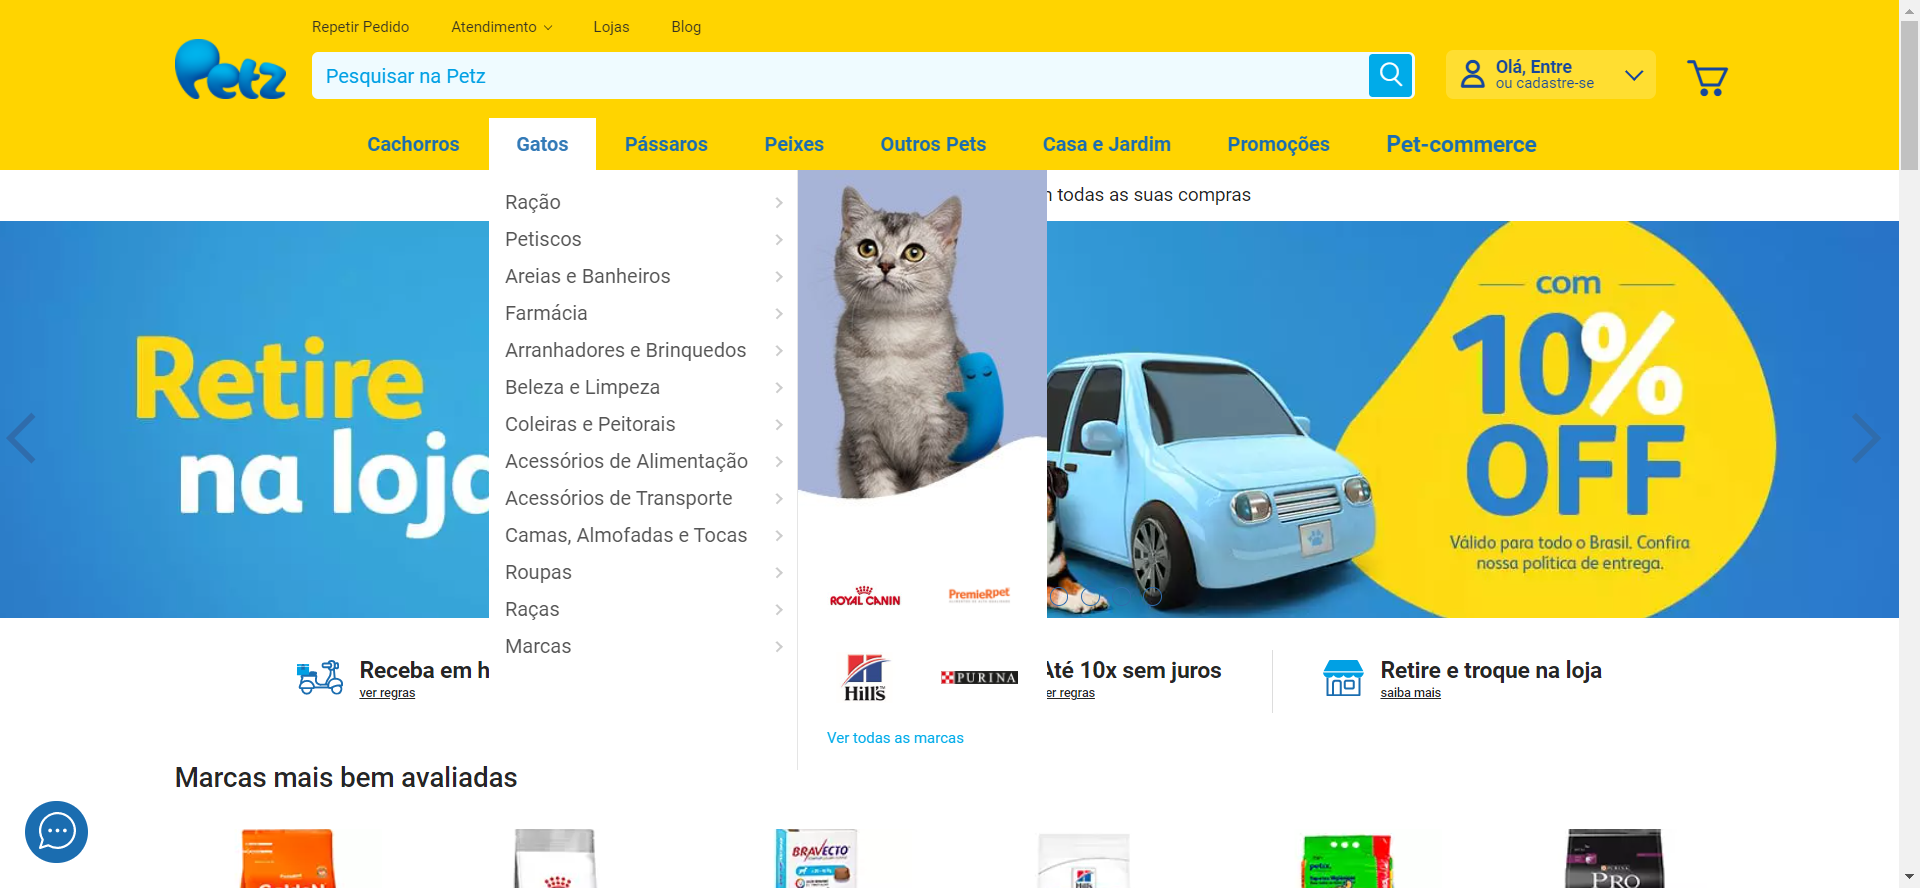 Repetir Pedido
Atendimento
Lojas
Blog
Petz
Pesquisar na Petz
Olá, Entre
ou cadastre-se
Cachorros
Gatos
Pássaros
Peixes
Outros Pets
Casa e Jardim
Promoções
Pet-commerce
todas as suas compras
Ração
Petiscos
Areias e Banheiros
Farmácia
Arranhadores e Brinquedos
Beleza e Limpeza
Coleiras e Peitorais
Acessórios de Alimentação
Acessórios de Transporte
Camas, Almofadas e Tocas
Roupas
Raças
Marcas
ROYAL CANIN
PremieRpet
Hill's
PURINA
Ver todas as marcas
Retire
na loja
com
10%
OFF
Válido para todo o Brasil. Confira
nossa política de entrega.
Receba em h
ver regras
Até 10x sem juros
er regras
Retire e troque na loja
saiba mais
Marcas mais bem avaliadas
GoldeN
BRAVECTO
petix
Hill's
PURINA
PRO